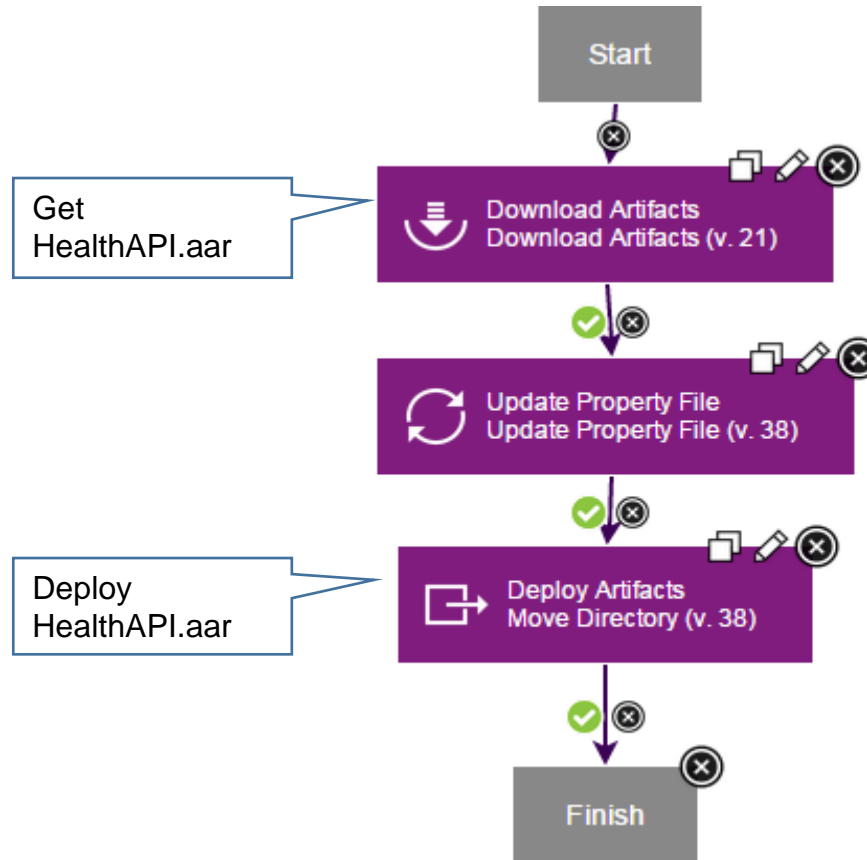 Start
Get
HealthAPI.aar
Download Artifacts
Download Artifacts (v. 21)
Update Property File
Update Property File (v. 38)
Deploy
HealthAPI.aar
Deploy Artifacts
Move Directory (v. 38)
Finish